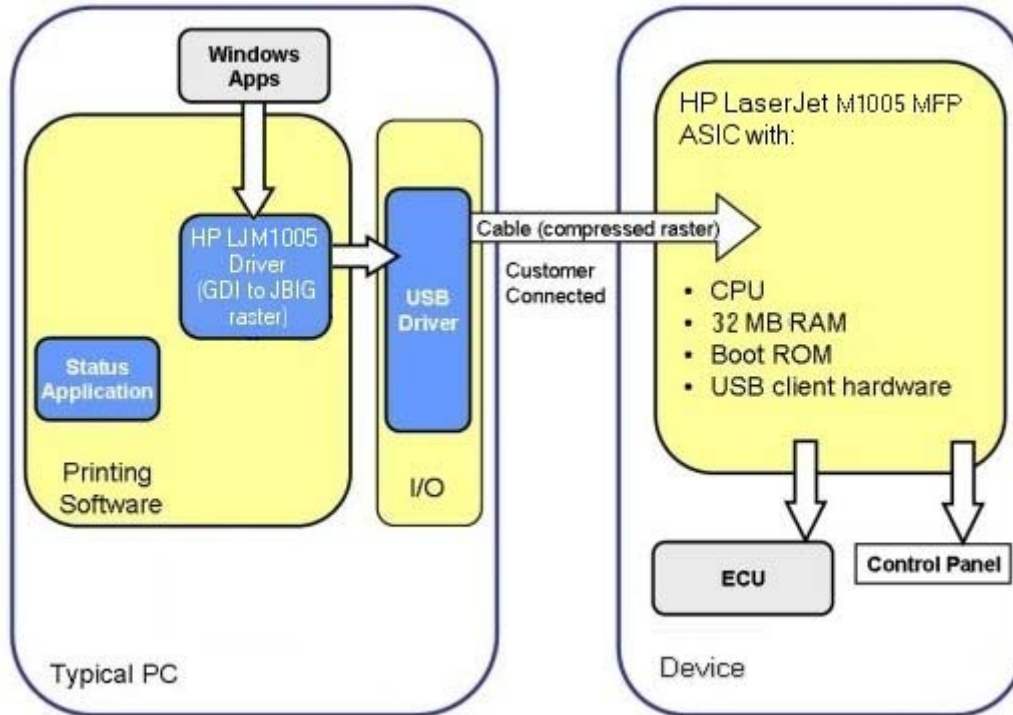 Windows
Apps
HP LJM1005
Driver
(GDI to JBIG
raster)
Status
Application
Printing
Software
USB
Driver
I/O
Typical PC
Cable (compressed raster)
Customer
Connected
HP LaserJet M1005 MFP
ASIC with:
• CPU
• 32 MB RAM
• Boot ROM
• USB client hardware
ECU
Control Panel
Device